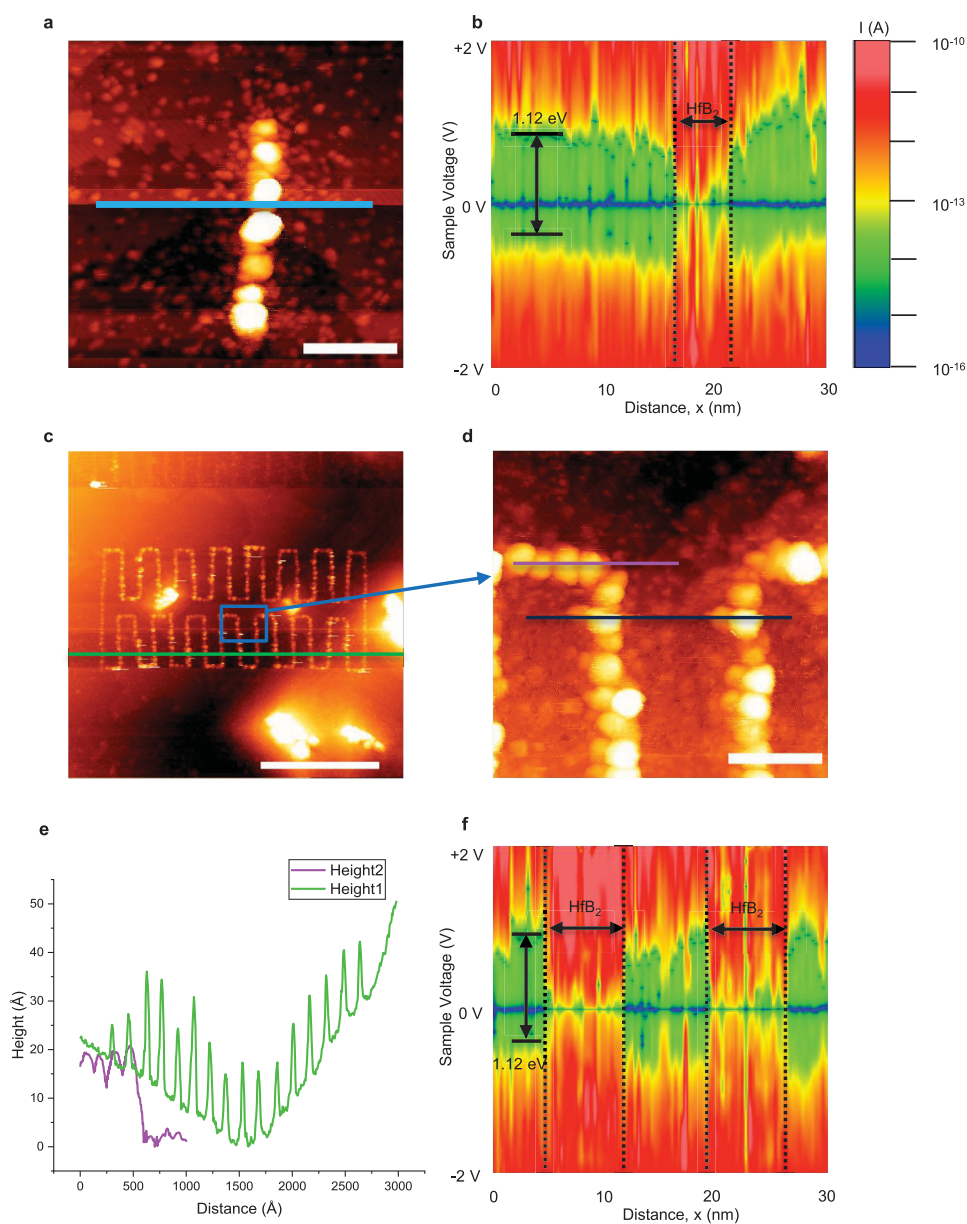 a
b
I (A)
+2 V
10-10
HfB2
1.12 eV
Sample Voltage (V)
0 V
10-13
-2 V
10-16
0
10
20
30
Distance, x (nm)
c
d
e
f
Height2
Height1
50
40
30
20
10
0
Height (Å)
0
500
1000
1500
2000
2500
3000
Distance (Å)
+2 V
HfB2
HfB2
Sample Voltage (V)
0 V
1.12 eV
-2 V
0
10
20
30
Distance, x (nm)